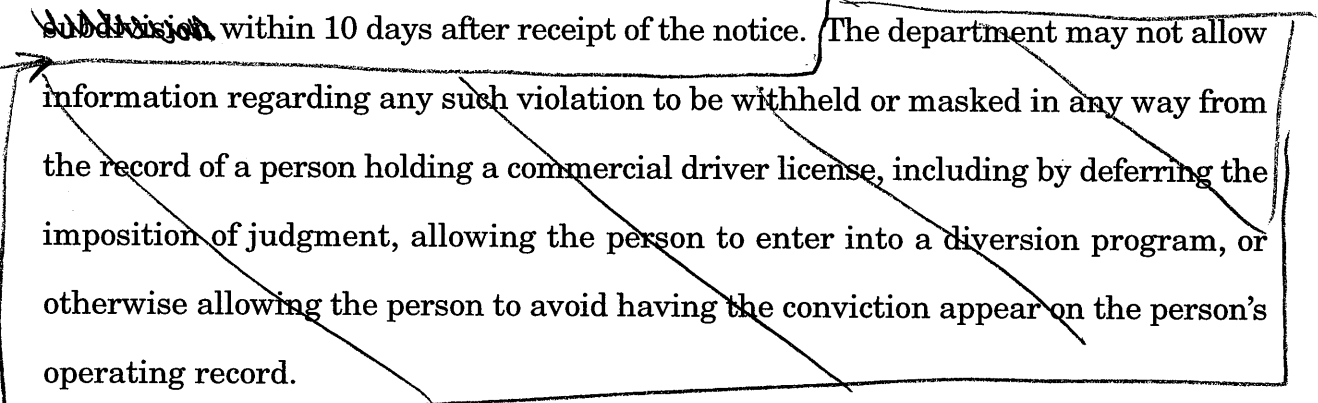 subdivision within 10 days after receipt of the notice. The department may not allow
information regarding any such violation to be withheld or masked in any way from
the record of a person holding a commercial driver license, including by deferring the
imposition of judgment, allowing the person to enter into a diversion program, or
otherwise allowing the person to avoid having the conviction appear on the person's
operating record.